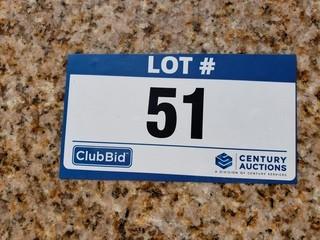 LOT #
51
ClubBid
CENTURY
AUCTIONS
A DIVISION OF CENTURY SERVICES